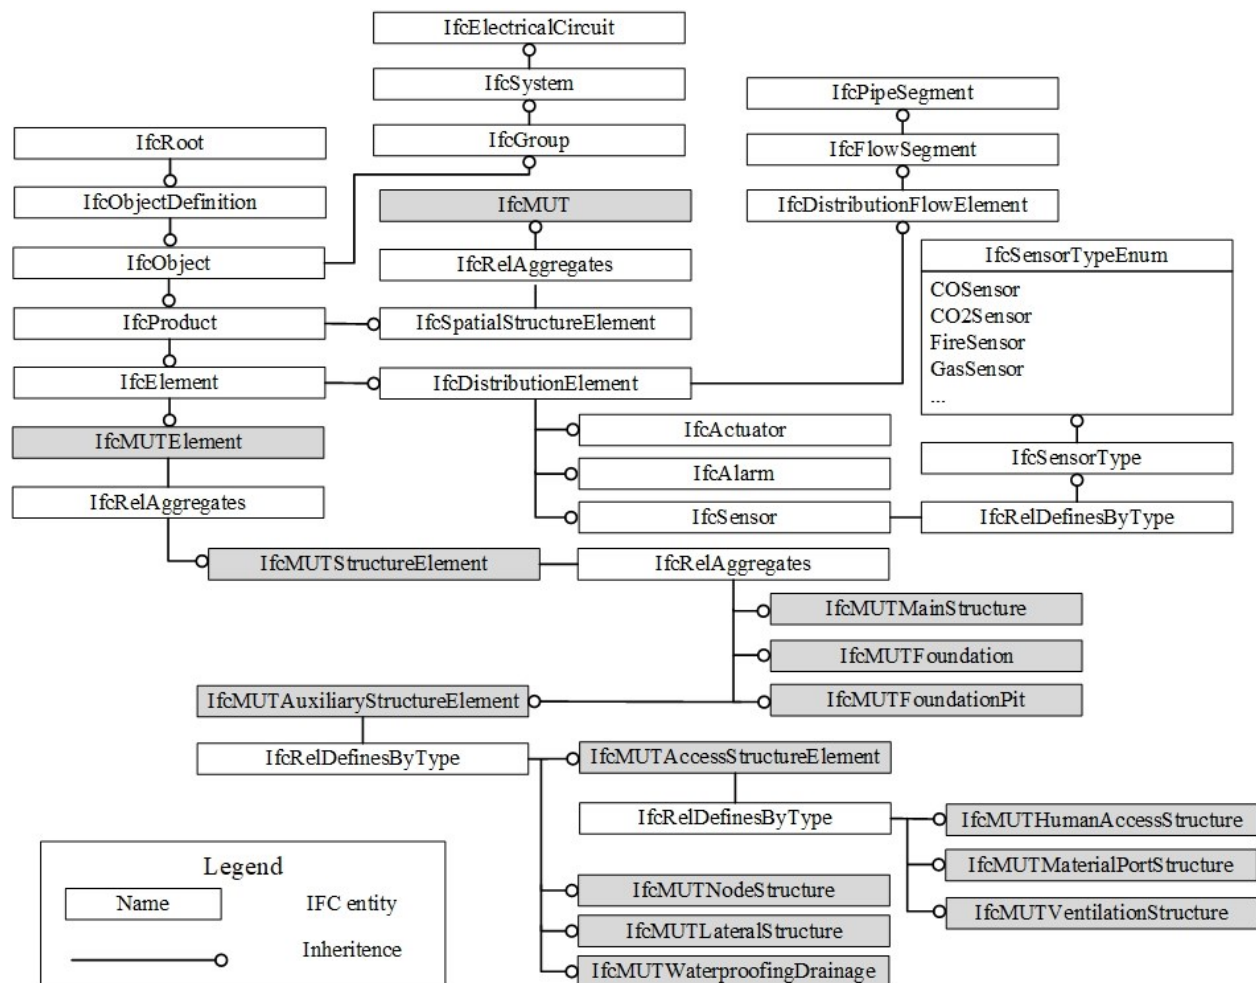 IfcElectricalCircuit
IfcSystem
IfcGroup
IfcRoot
IfcObjectDefinition
IfcObject
IfcProduct
IfcElement
IfcMUTElement
IfcRelAggregates
IfcMUT
IfcRelAggregates
IfcSpatialStructureElement
IfcDistributionElement
IfcPipeSegment
IfcFlowSegment
IfcDistributionFlowElement
IfcSensorTypeEnum
COSensor
CO2Sensor
FireSensor
GasSensor
...
IfcActuator
IfcAlarm
IfcSensor
IfcSensorType
IfcRelDefinesByType
IfcMUTStructureElement
IfcRelAggregates
IfcMUTMainStructure
IfcMUTFoundation
IfcMUTFoundationPit
IfcMUTAuxiliaryStructureElement
IfcRelDefinesByType
IfcMUTAccessStructureElement
IfcRelDefinesByType
IfcMUTHumanAccessStructure
IfcMUTMaterialPortStructure
IfcMUTVentilationStructure
IfcMUTNodeStructure
IfcMUTLateralStructure
IfcMUTWaterproofingDrainage
Legend
Name
IFC entity
Inheritence